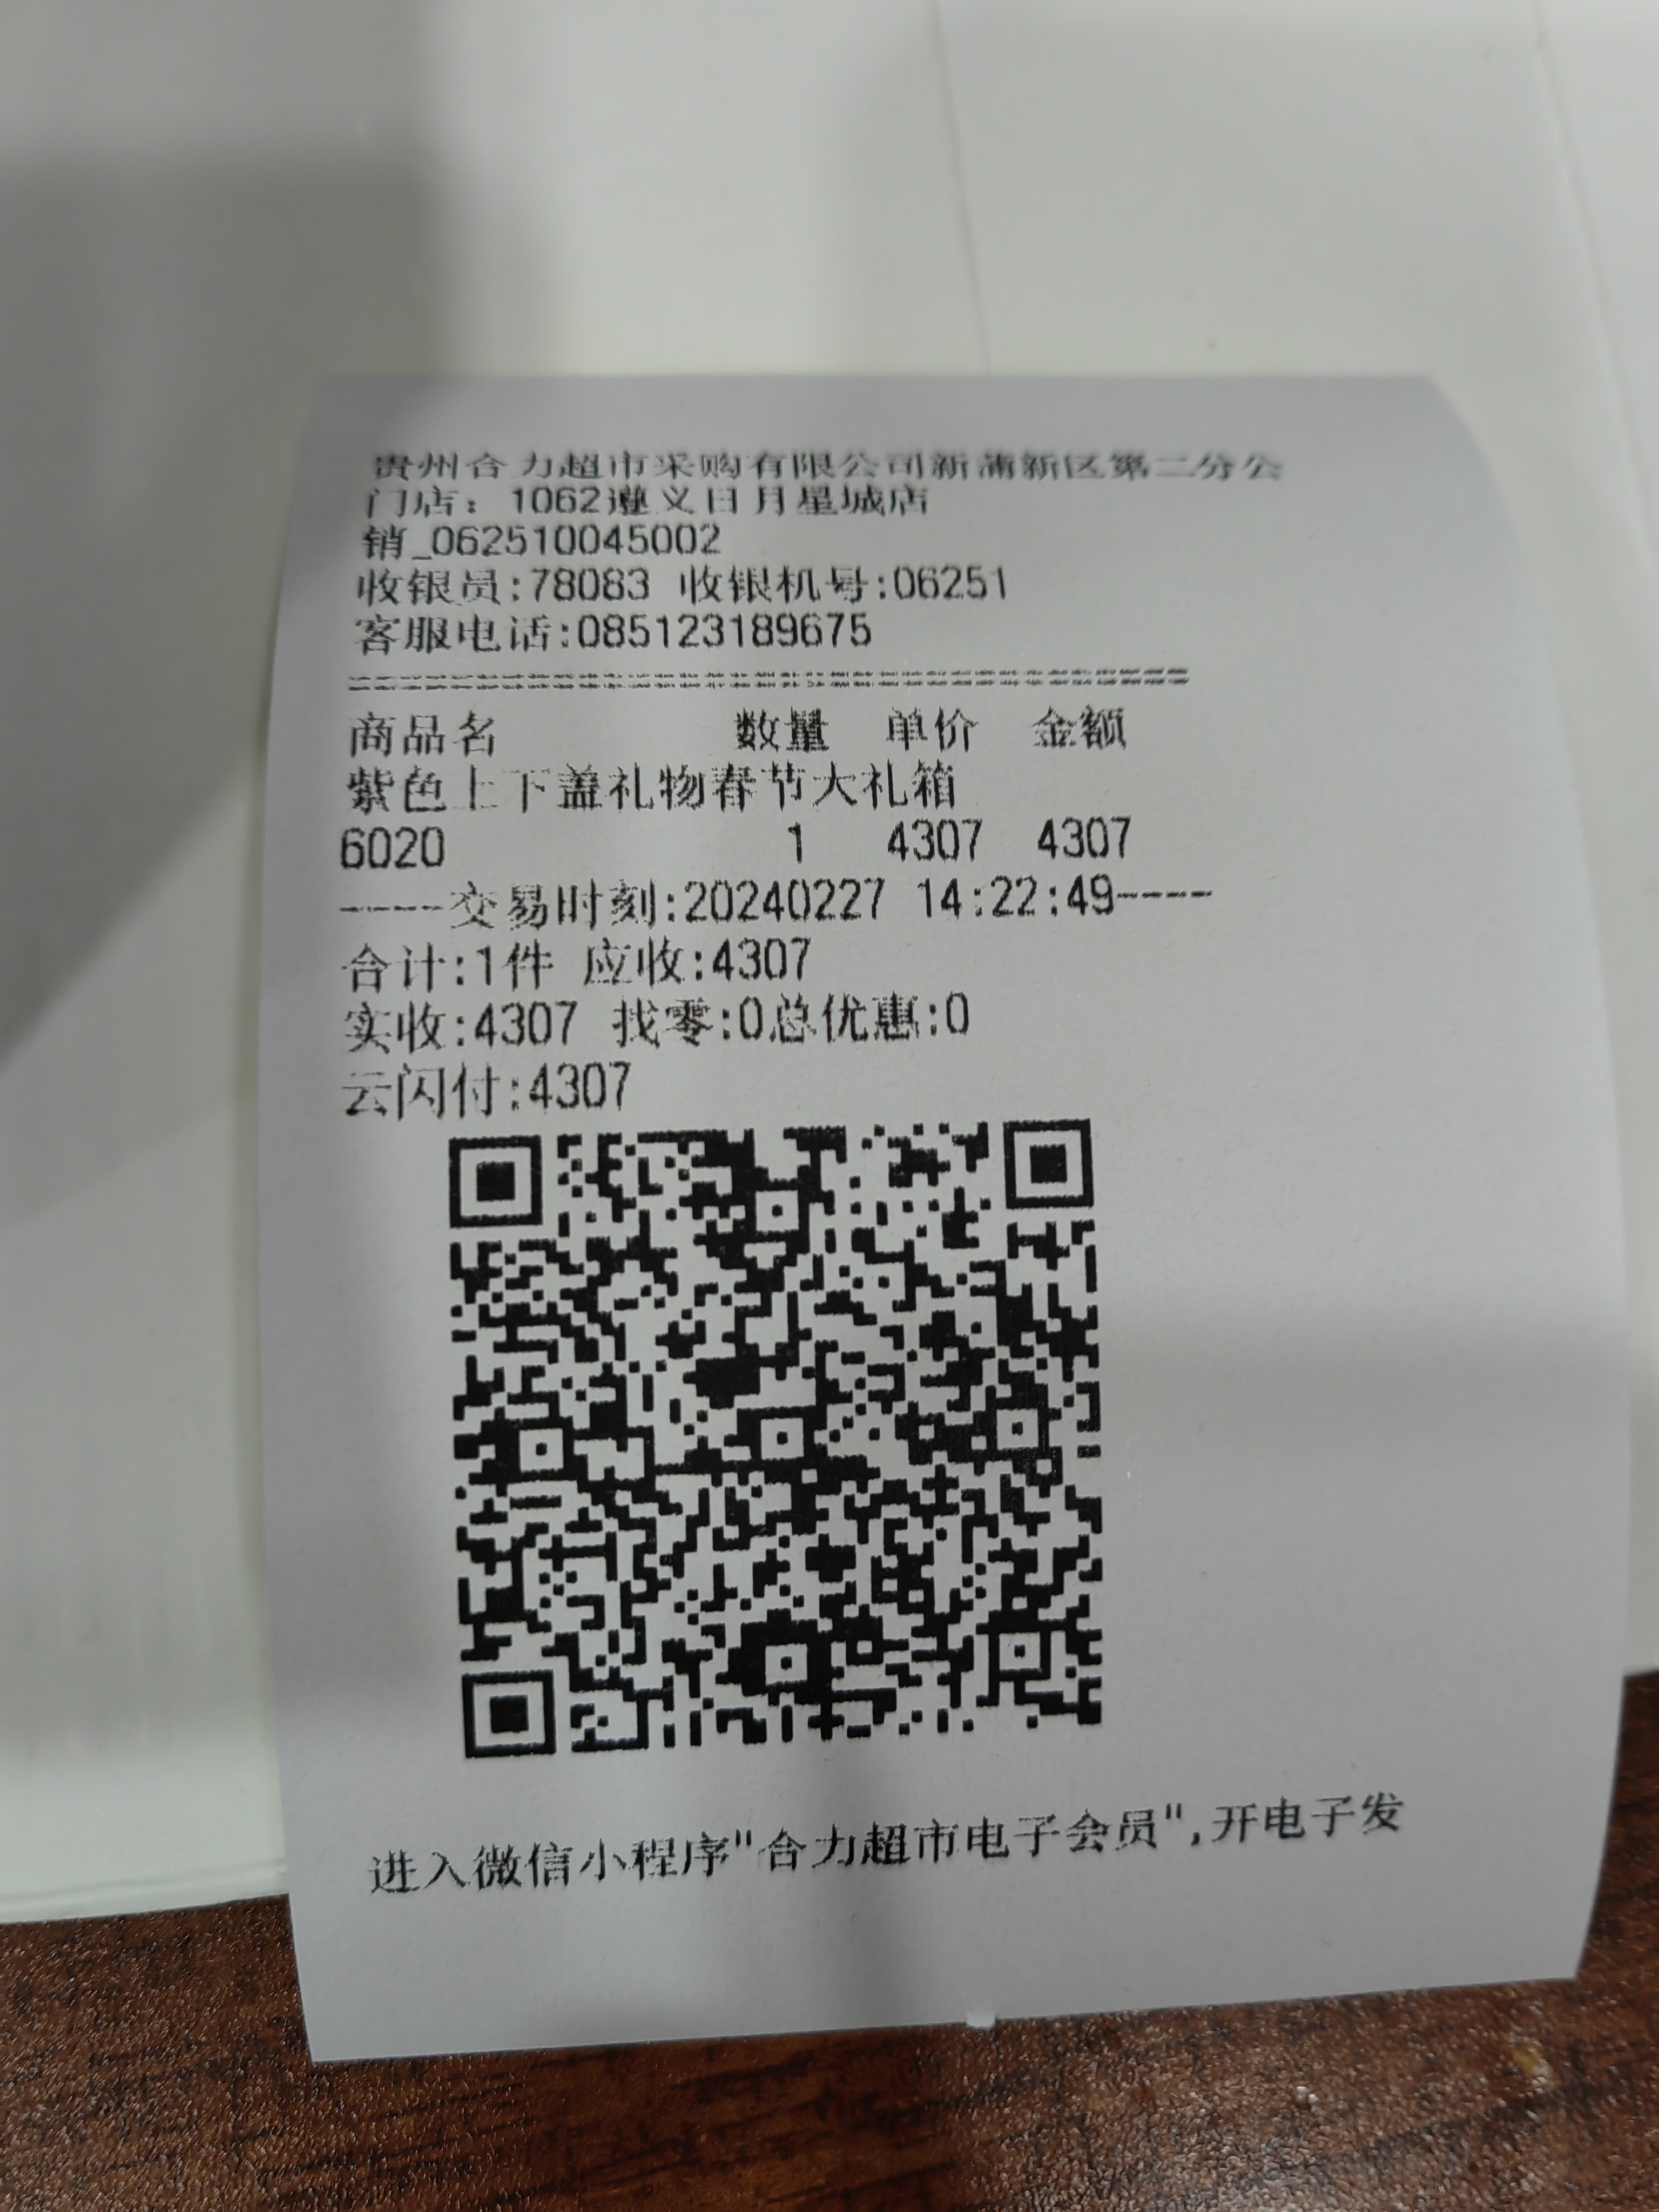 贵州合力超市采购有限公司新蒲新区第二分公
门店：1062遵义日月星城店
销_062510045002
收银员:78083 收银机号:06251
客服电话:085123189675
==================================
商品名 数量 单价 金额
紫色上下盖礼物春节大礼箱
6020 1 4307 4307
----交易时刻:20240227 14:22:49----
合计:1件 应收:4307
实收:4307 找零:0总优惠:0
云闪付:4307
进入微信小程序"合力超市电子会员",开电子发